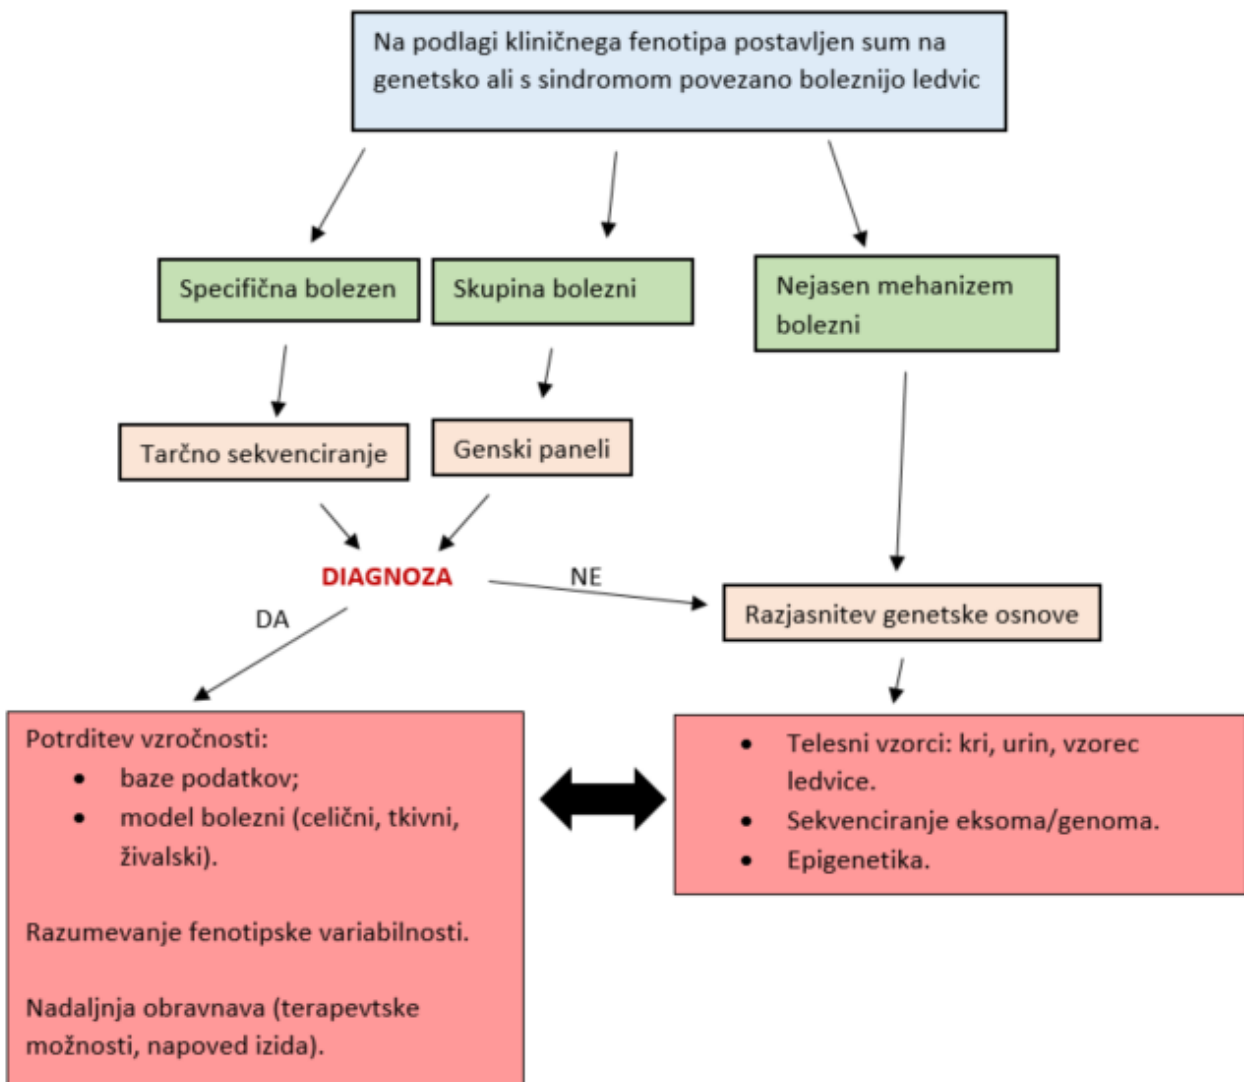 Na podlagi kliničnega fenotipa postavljen sum na
genetsko ali s sindromom povezano boleznijo ledvic
Specifična bolezen
Skupina bolezni
Nejasen mehanizem
bolezni
Tarčno sekvenciranje
Genski paneli
DIAGNOZA
NE
DA
Razjasnitev genetske osnove
Potrditev vzročnosti:
• baze podatkov;
• model bolezni (celični, tkivni,
živalski).
Razumevanje fenotipske variabilnosti.
Nadaljnja obravnava (terapevtske
možnosti, napoved izida).
• Telesni vzorci: kri, urin, vzorec
ledvice.
• Sekvenciranje eksoma/genoma.
• Epigenetika.